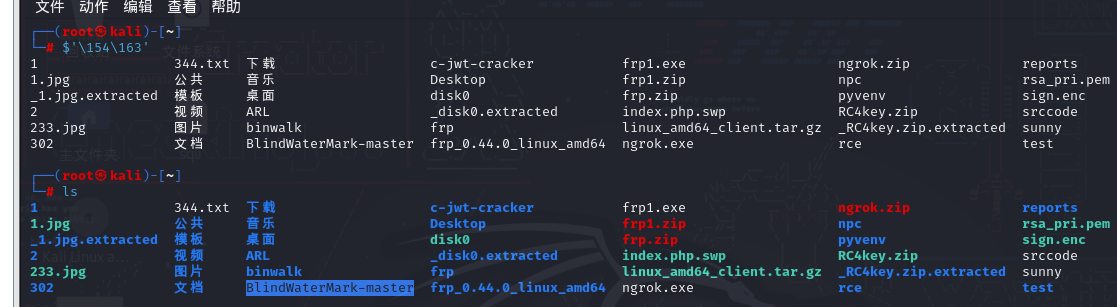 文件 动作 编辑 查看 帮助
┌──(root㉿kali)-[~]
└─# $'\154\163'
1 344.txt 下载 c-jwt-cracker frp1.exe ngrok.zip reports
1.jpg 公共 音乐 Desktop frp1.zip npc rsa_pri.pem
_1.jpg.extracted 模板 桌面 disk0 frp.zip pyvenv sign.enc
2 视频 ARL _disk0.extracted index.php.swp RC4key.zip srccode
233.jpg 图片 binwalk frp linux_amd64_client.tar.gz _RC4key.zip.extracted sunny
302 文档 BlindWaterMark-master frp_0.44.0_linux_amd64 ngrok.exe rce test
┌──(root㉿kali)-[~]
└─# ls
1 344.txt 下载 c-jwt-cracker frp1.exe ngrok.zip reports
1.jpg 公共 音乐 Desktop frp1.zip npc rsa_pri.pem
_1.jpg.extracted 模板 桌面 disk0 frp.zip pyvenv sign.enc
2 视频 ARL _disk0.extracted index.php.swp RC4key.zip srccode
233.jpg 图片 binwalk frp linux_amd64_client.tar.gz _RC4key.zip.extracted sunny
302 文档 BlindWaterMark-master frp_0.44.0_linux_amd64 ngrok.exe rce test